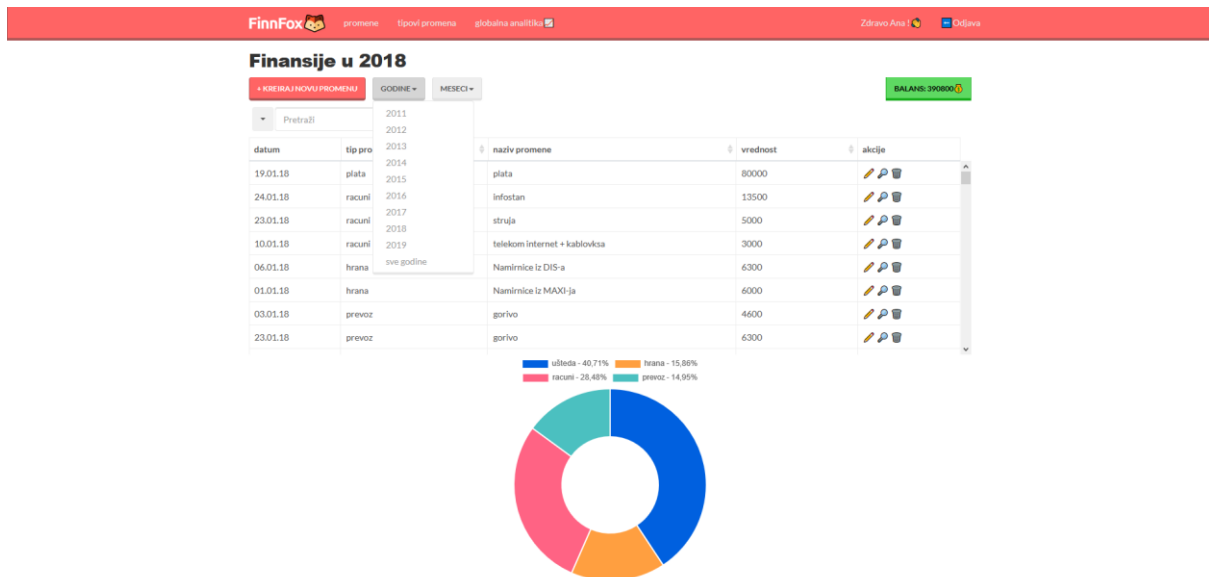 FinnFox promene tipovi promena globalna analitika Zdravo Ana ! Odjava
Finansije u 2018
+ KREIRAJ NOVU PROMENU GODINE MESECI BALANS: 390800
Pretraži
2011
2012
2013
2014
2015
2016
2017
2018
2019
sve godine
datum tip pro naziv promene vrednost akcije
19.01.18 plata plata 80000
24.01.18 racuni infostan 13500
23.01.18 racuni struja 5000
10.01.18 racuni telekom internet + kablovksa 3000
06.01.18 hrana Namirnice iz DIS-a 6300
01.01.18 hrana Namirnice iz MAXI-ja 6000
03.01.18 prevoz gorivo 4600
23.01.18 prevoz gorivo 6300
ušteda - 40,71% hrana - 15,86%
racuni - 28,48% prevoz - 14,95%